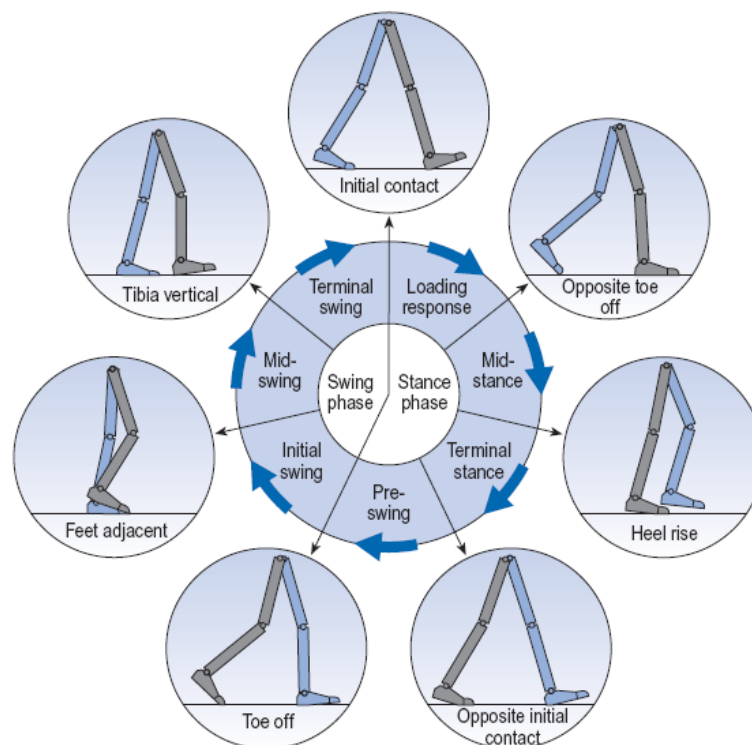 Initial contact
Opposite toe
off
Heel rise
Opposite initial
contact
Toe off
Feet adjacent
Tibia vertical
Loading
response
Mid-
stance
Terminal
stance
Pre-
swing
Initial
swing
Mid-
swing
Terminal
swing
Swing
phase
Stance
phase